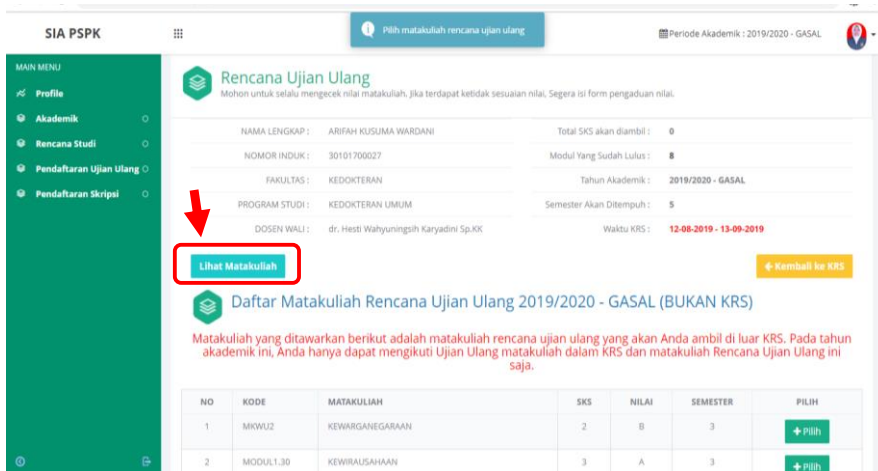 SIA PSPK
Pilih matakuliah rencana ujian ulang
Periode Akademik : 2019/2020 - GASAL
MAIN MENU
Profile
Akademik
Rencana Studi
Pendaftaran Ujian Ulang
Pendaftaran Skripsi
Rencana Ujian Ulang
Mohon untuk selalu mengecek nilai matakuliah. Jika terdapat ketidak sesuaian nilai, Segera isi form pengaduan nilai.
NAMA LENGKAP : ARIFAH KUSUMA WARDANI Total SKS akan diambil : 0
NOMOR INDUK : 30101700027 Modul Yang Sudah Lulus : 8
FAKULTAS : KEDOKTERAN Tahun Akademik : 2019/2020 - GASAL
PROGRAM STUDI : KEDOKTERAN UMUM Semester Akan Ditempuh : 5
DOSEN WALI : dr. Hesti Wahyuningsih Karyadini Sp.KK Waktu KRS : 12-08-2019 - 13-09-2019
Lihat Matakuliah
Kembali ke KRS
Daftar Matakuliah Rencana Ujian Ulang 2019/2020 - GASAL (BUKAN KRS)
Matakuliah yang ditawarkan berikut adalah matakuliah rencana ujian ulang yang akan Anda ambil di luar KRS. Pada tahun
akademik ini, Anda hanya dapat mengikuti Ujian Ulang matakuliah dalam KRS dan matakuliah Rencana Ujian Ulang ini
saja.
NO KODE MATAKULIAH SKS NILAI SEMESTER PILIH
1 MKWU2 KEWARGANEGARAAN 2 B 3 + Pilih
2 MODUL1.30 KEWIRAUSAHAAN 3 A 3 + Pilih